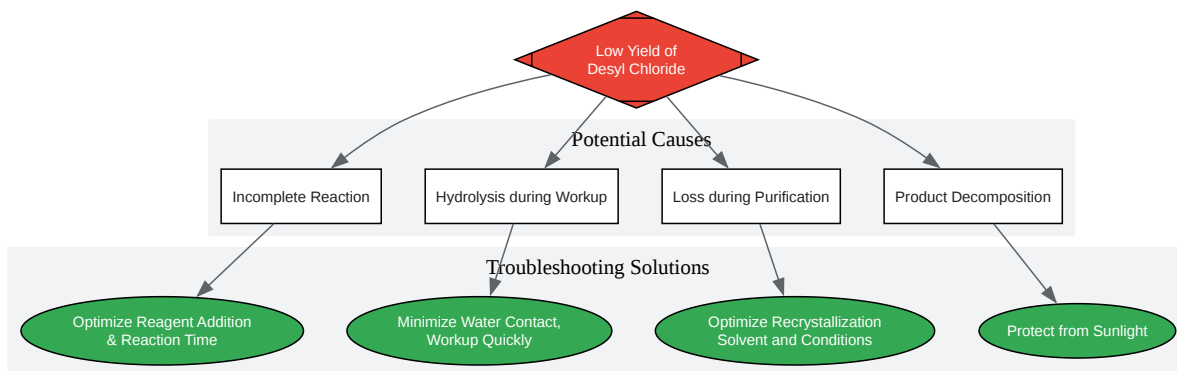 Low Yield of
Desyl Chloride
Potential Causes
Incomplete Reaction
Hydrolysis during Workup
Loss during Purification
Product Decomposition
Troubleshooting Solutions
Optimize Reagent Addition
& Reaction Time
Minimize Water Contact,
Workup Quickly
Optimize Recrystallization
Solvent and Conditions
Protect from Sunlight